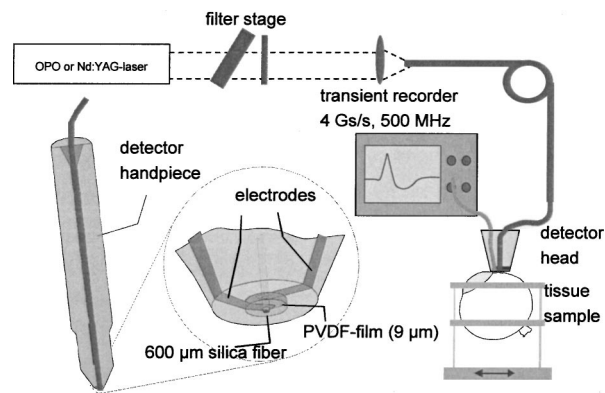 filter stage
OPO or Nd:YAG-laser
transient recorder
4 Gs/s, 500 MHz
detector
handpiece
electrodes
detector
head
tissue
sample
PVDF-film (9 µm)
600 µm silica fiber